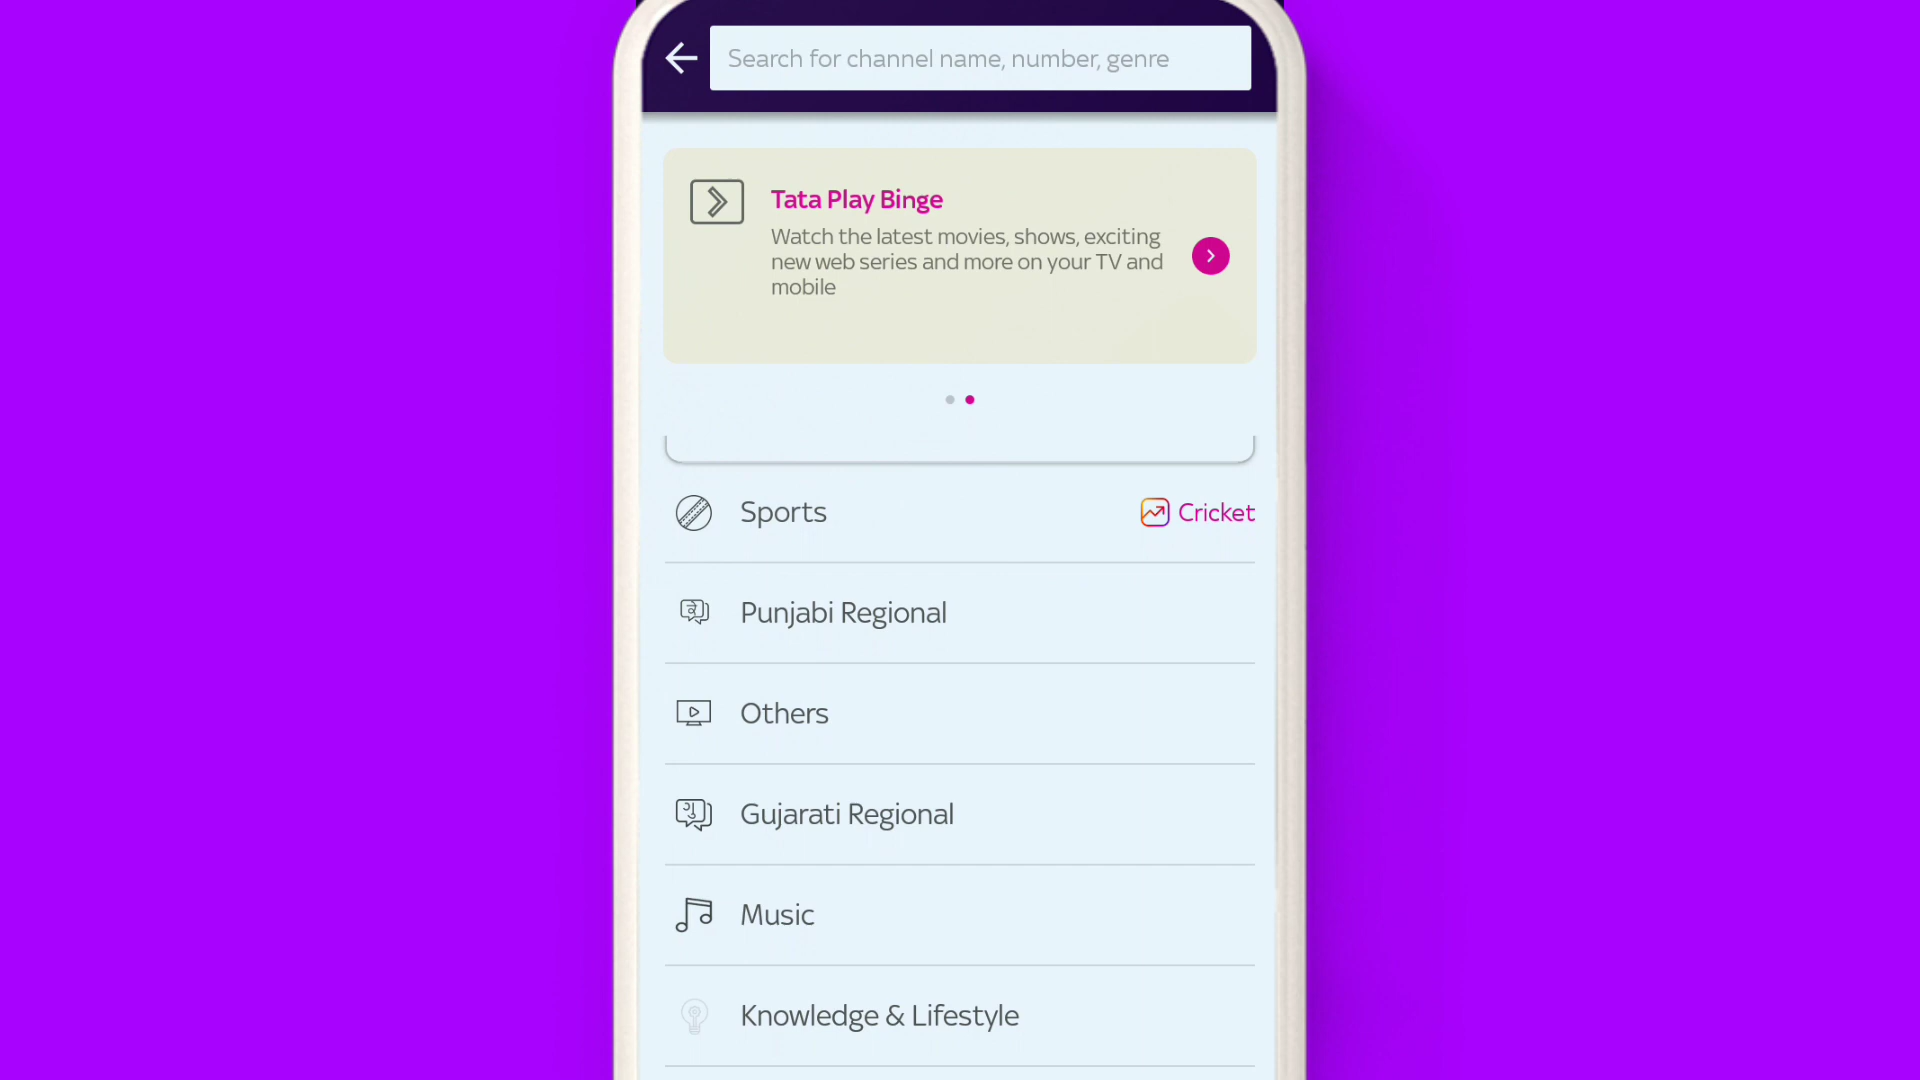 Search for channel name, number, genre
Tata Play Binge
Watch the latest movies, shows, exciting
new web series and more on your TV and
mobile
Sports
Cricket
Punjabi Regional
Others
Gujarati Regional
Music
Knowledge & Lifestyle